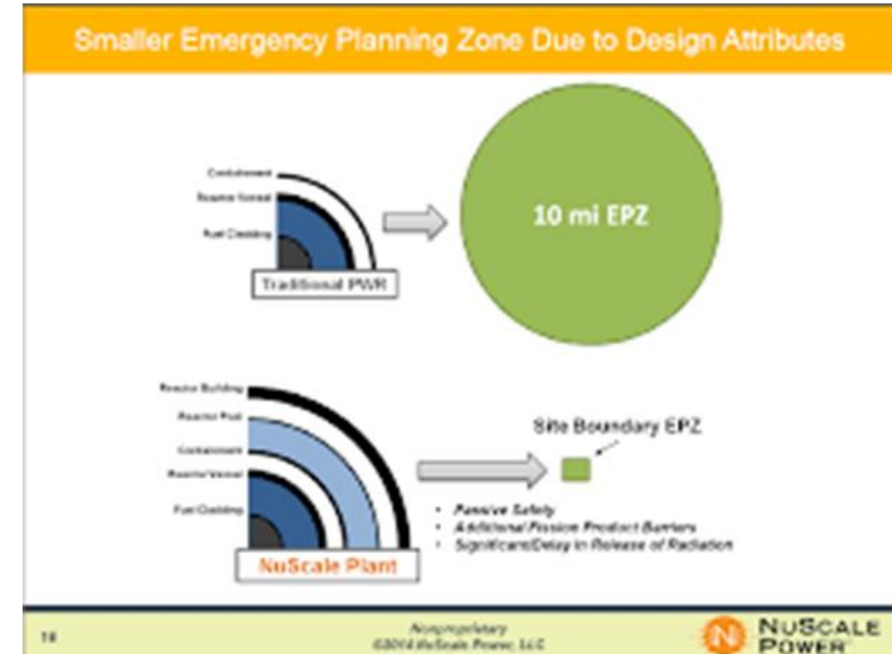 Smaller Emergency Planning Zone Due to Design Attributes
Containment
Reactor Vessel
Fuel Cladding
Traditional PWR
10 mi EPZ
Reactor Building
Reactor Pool
Containment
Reactor Vessel
Fuel Cladding
NuScale Plant
Site Boundary EPZ
• Passive Safety
• Additional Fission Product Barriers
• Significant Delay in Release of Radiation
Nonproprietary
©2014 NuScale Power, LLC
N
NUSCALE
POWER